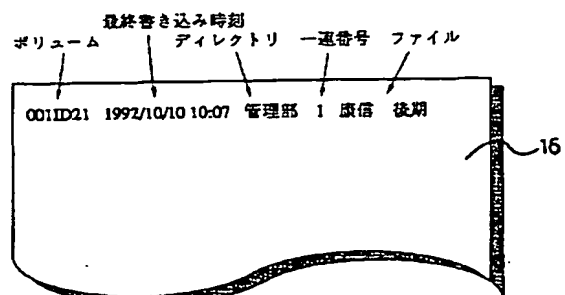 最終書き込み時刻
ボリューム ディレクトリ 一連番号 ファイル
001ID21 1992/10/10 10:07 管理部 1 康信 後期
16